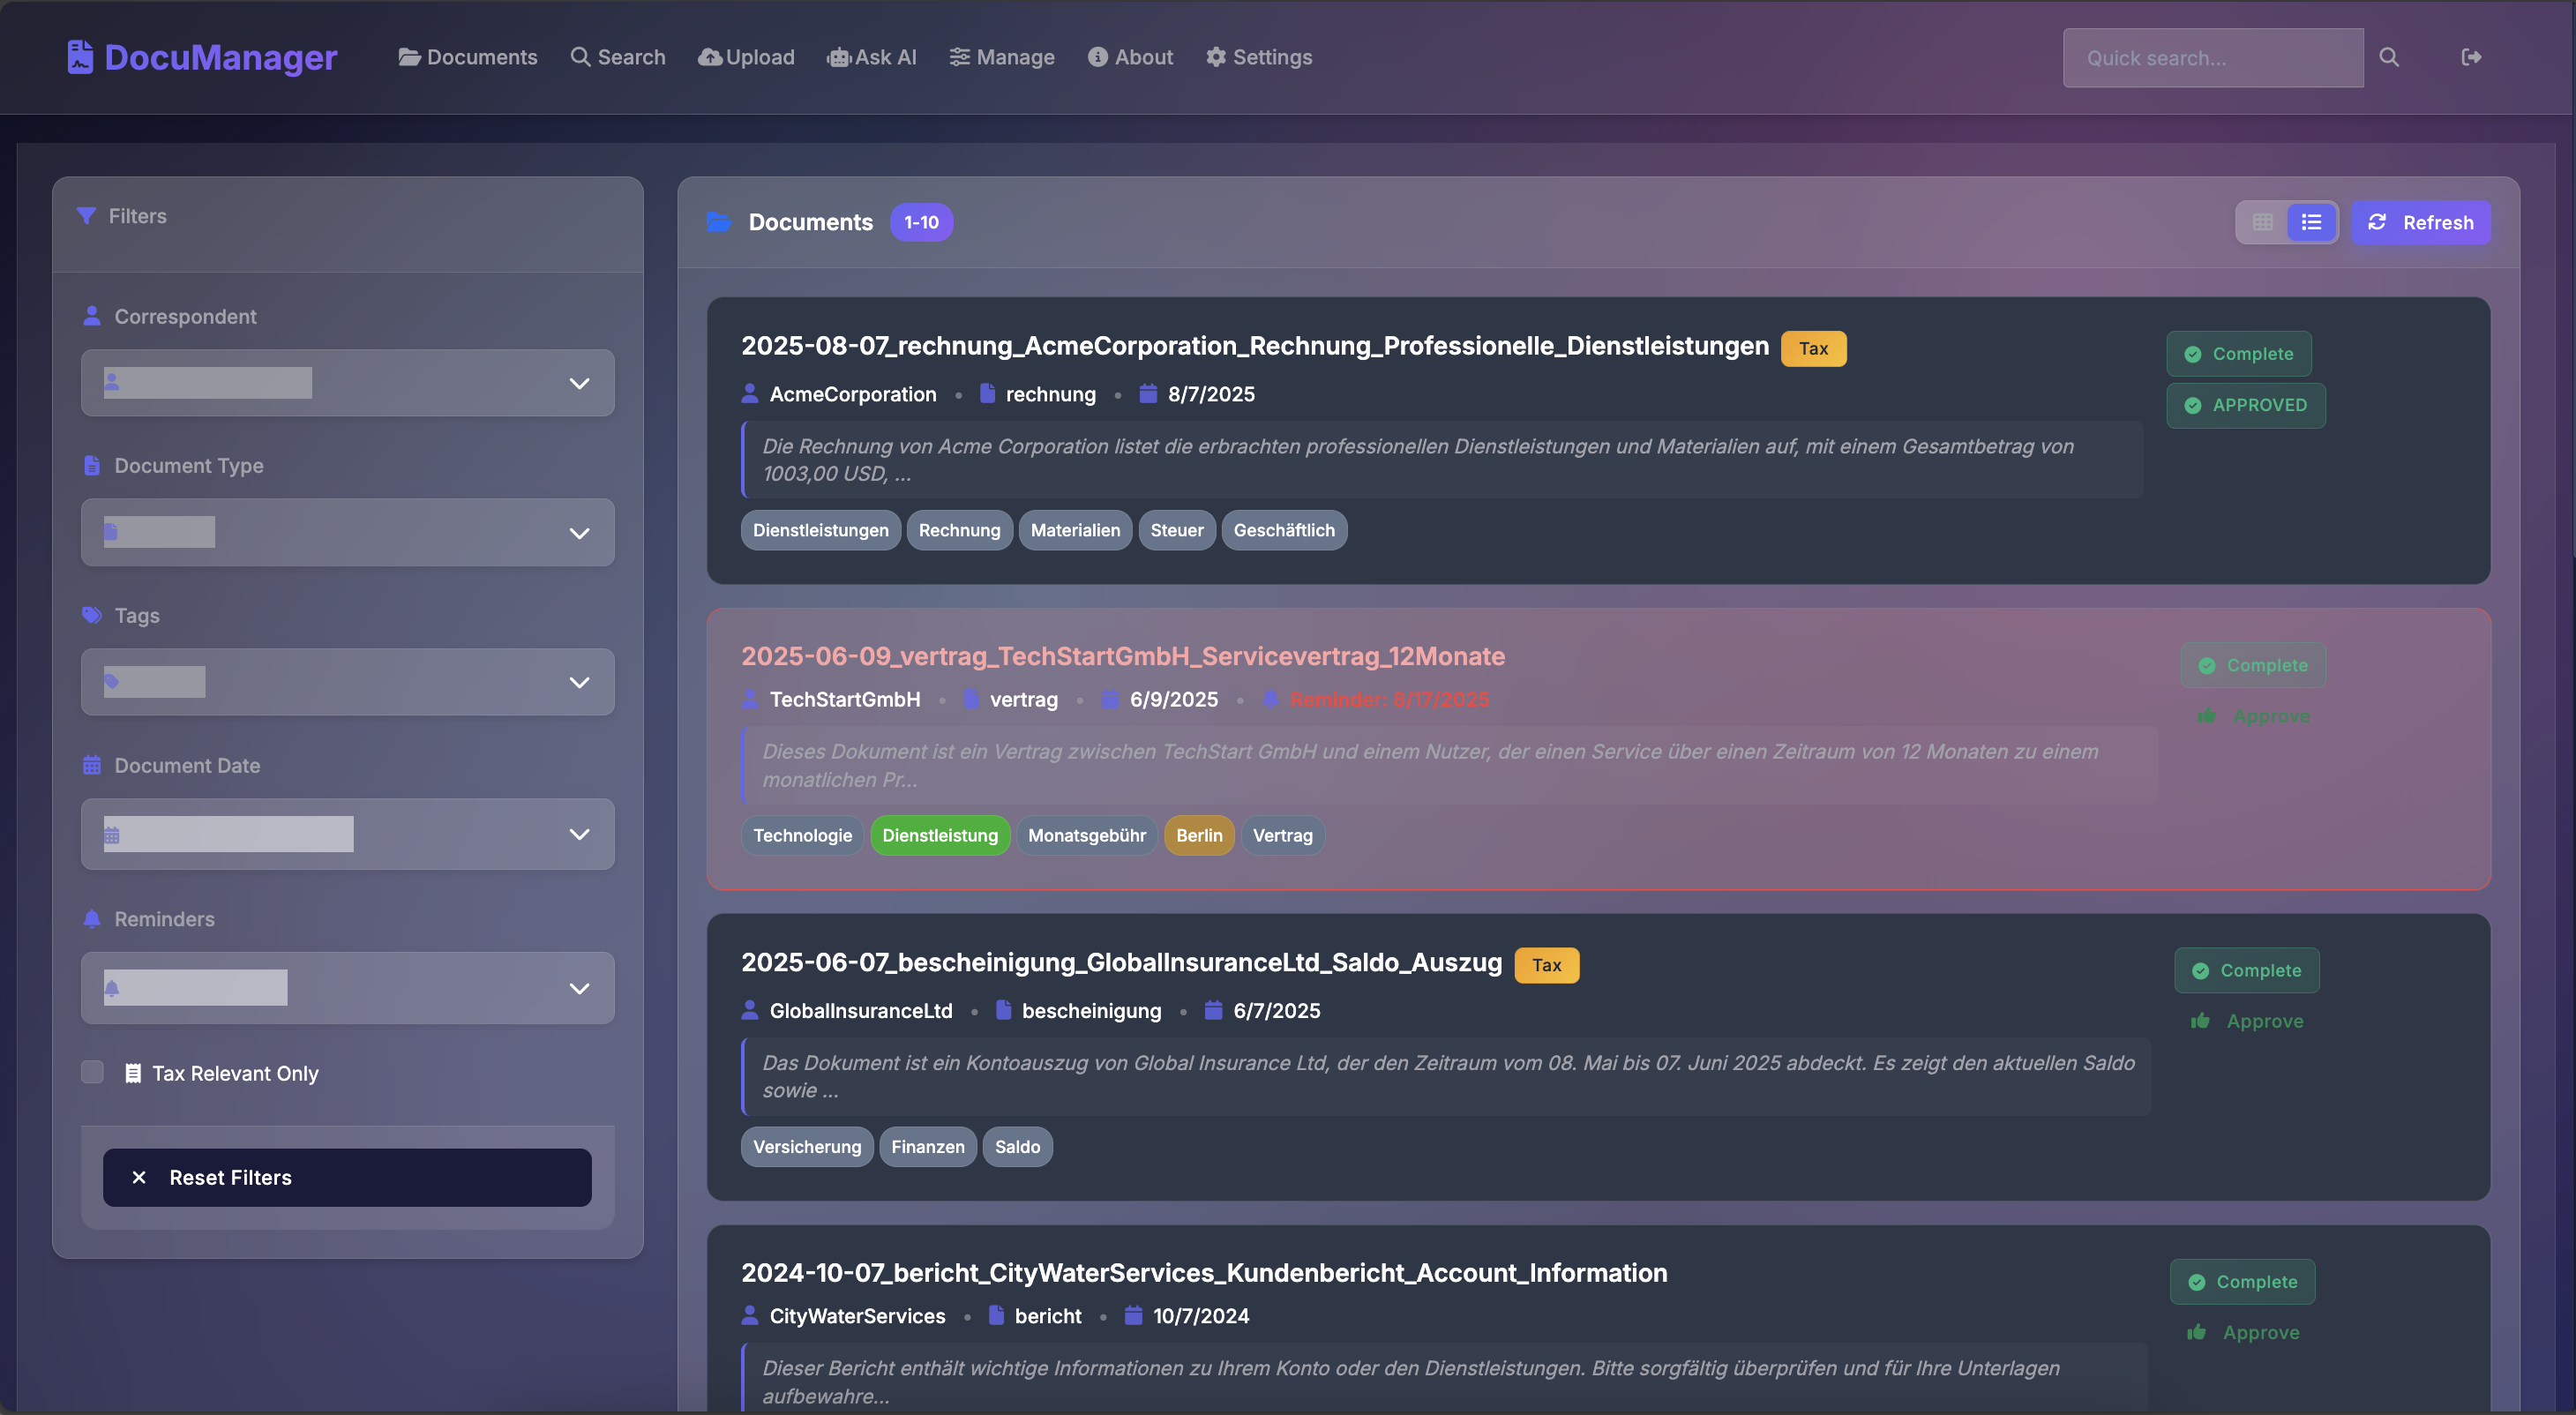 DocuManager
Documents
Search
Upload
Ask AI
Manage
About
Settings
Quick search...
Filters
Correspondent
Document Type
Tags
Document Date
Reminders
Tax Relevant Only
Reset Filters
Documents 1-10
Refresh
2025-08-07_rechnung_AcmeCorporation_Rechnung_Professionelle_Dienstleistungen Tax
AcmeCorporation • rechnung • 8/7/2025
Die Rechnung von Acme Corporation listet die erbrachten professionellen Dienstleistungen und Materialien auf, mit einem Gesamtbetrag von
1003,00 USD, ...
Dienstleistungen Rechnung Materialien Steuer Geschäftlich
Complete
APPROVED
2025-06-09_vertrag_TechStartGmbH_Servicevertrag_12Monate
TechStartGmbH • vertrag • 6/9/2025 • Reminder: 8/17/2025
Dieses Dokument ist ein Vertrag zwischen TechStart GmbH und einem Nutzer, der einen Service über einen Zeitraum von 12 Monaten zu einem
monatlichen Pr...
Technologie Dienstleistung Monatsgebühr Berlin Vertrag
Complete
Approve
2025-06-07_bescheinigung_GlobalInsuranceLtd_Saldo_Auszug Tax
GlobalInsuranceLtd • bescheinigung • 6/7/2025
Das Dokument ist ein Kontoauszug von Global Insurance Ltd, der den Zeitraum vom 08. Mai bis 07. Juni 2025 abdeckt. Es zeigt den aktuellen Saldo
sowie ...
Versicherung Finanzen Saldo
Complete
Approve
2024-10-07_bericht_CityWaterServices_Kundenbericht_Account_Information
CityWaterServices • bericht • 10/7/2024
Dieser Bericht enthält wichtige Informationen zu Ihrem Konto oder den Dienstleistungen. Bitte sorgfältig überprüfen und für Ihre Unterlagen
aufbewahre...
Complete
Approve